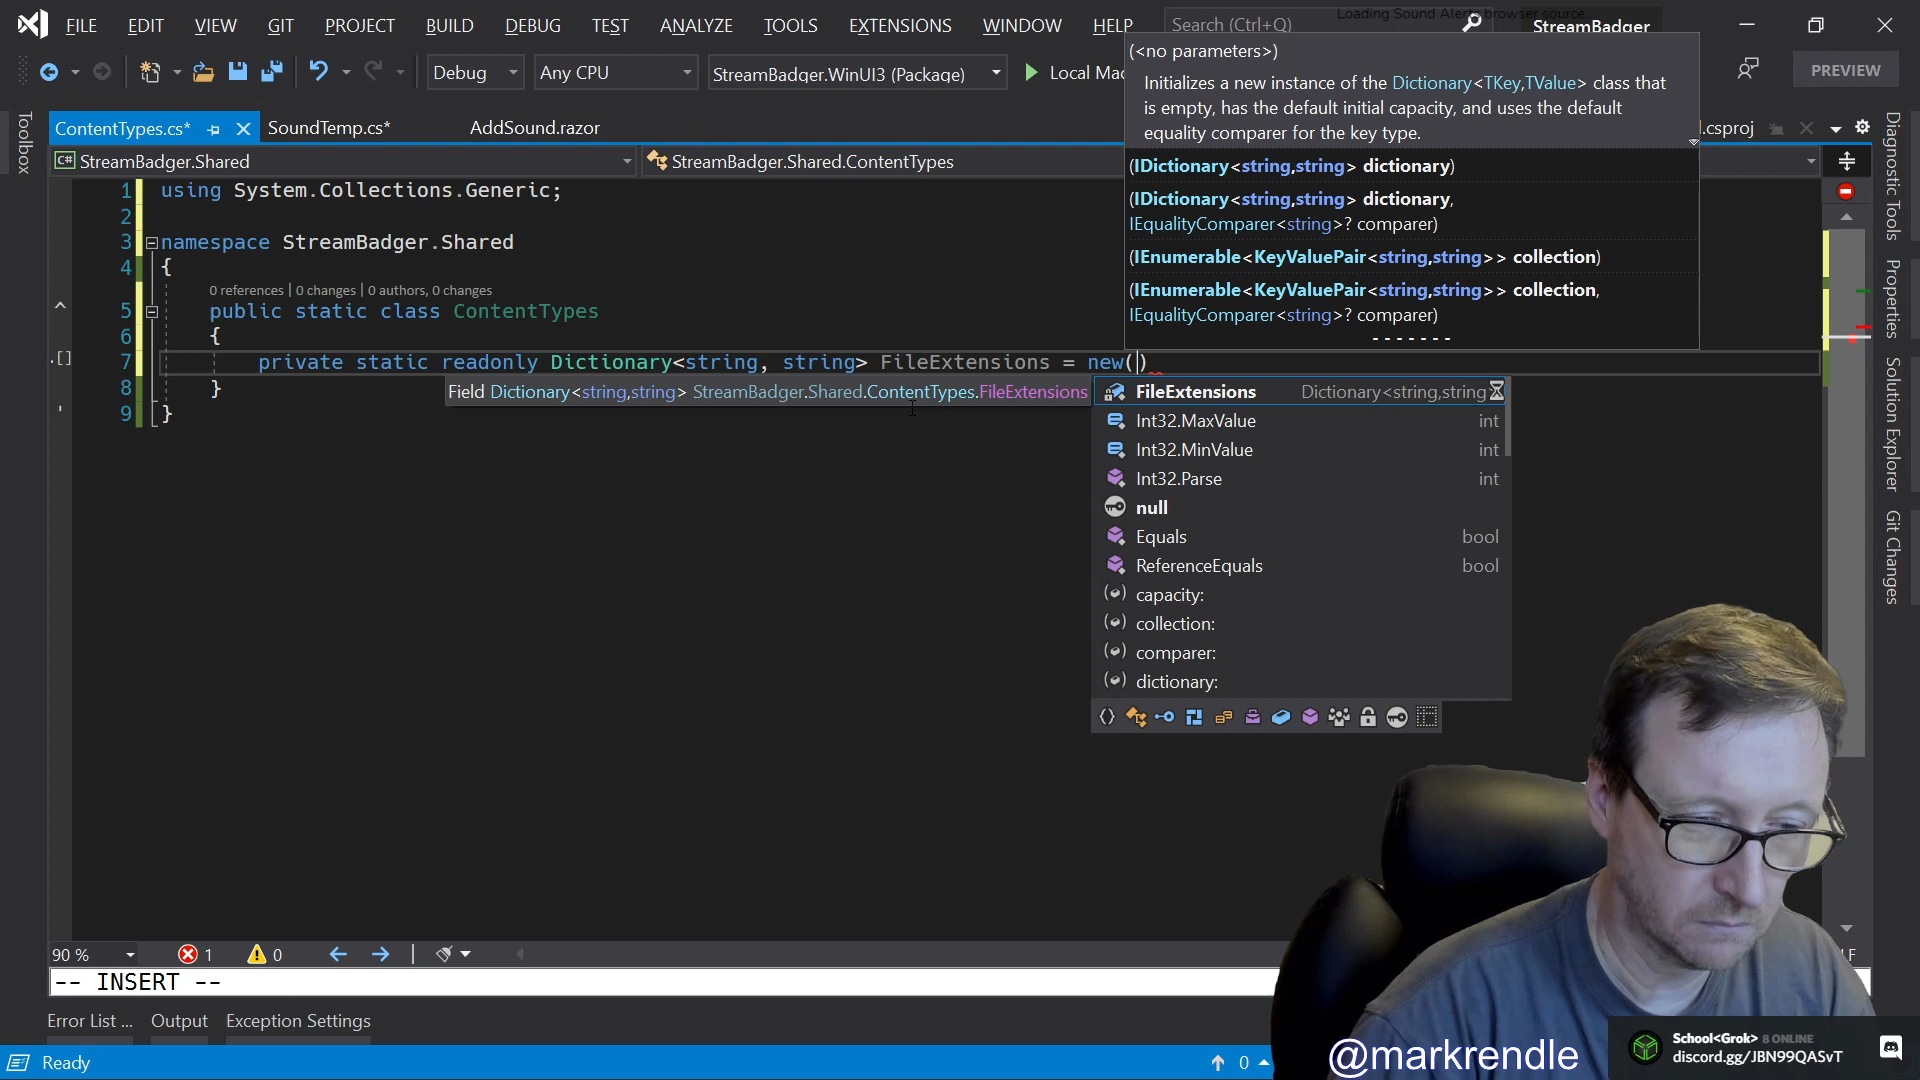 FILE EDIT VIEW GIT PROJECT BUILD DEBUG TEST ANALYZE TOOLS EXTENSIONS WINDOW HELP Search (Ctrl+Q) StreamBadger
Loading Sound Alerts browser source
Debug Any CPU StreamBadger.WinUI3 (Package) Local Mac PREVIEW
(<no parameters>)
Initializes a new instance of the Dictionary<TKey,TValue> class that
is empty, has the default initial capacity, and uses the default
equality comparer for the key type.
(IDictionary<string,string> dictionary)
(IDictionary<string,string> dictionary,
IEqualityComparer<string>? comparer)
(IEnumerable<KeyValuePair<string,string>> collection)
(IEnumerable<KeyValuePair<string,string>> collection,
IEqualityComparer<string>? comparer)
Toolbox
ContentTypes.cs* SoundTemp.cs* AddSound.razor l.csproj
C# StreamBadger.Shared StreamBadger.Shared.ContentTypes
1 using System.Collections.Generic;
2
3 namespace StreamBadger.Shared
4 {
0 references | 0 changes | 0 authors, 0 changes
5 public static class ContentTypes
6 {
7 private static readonly Dictionary<string, string> FileExtensions = new()
8 }
9 }
Field Dictionary<string,string> StreamBadger.Shared.ContentTypes.FileExtensions
FileExtensions Dictionary<string,string
Int32.MaxValue int
Int32.MinValue int
Int32.Parse int
null
Equals bool
ReferenceEquals bool
capacity:
collection:
comparer:
dictionary:
Diagnostic Tools
Properties
Solution Explorer
Git Changes
90 % 1 0
-- INSERT --
Error List ... Output Exception Settings
Ready 0
@markrendle
School<Grok> 8 ONLINE
discord.gg/JBN99QASvT